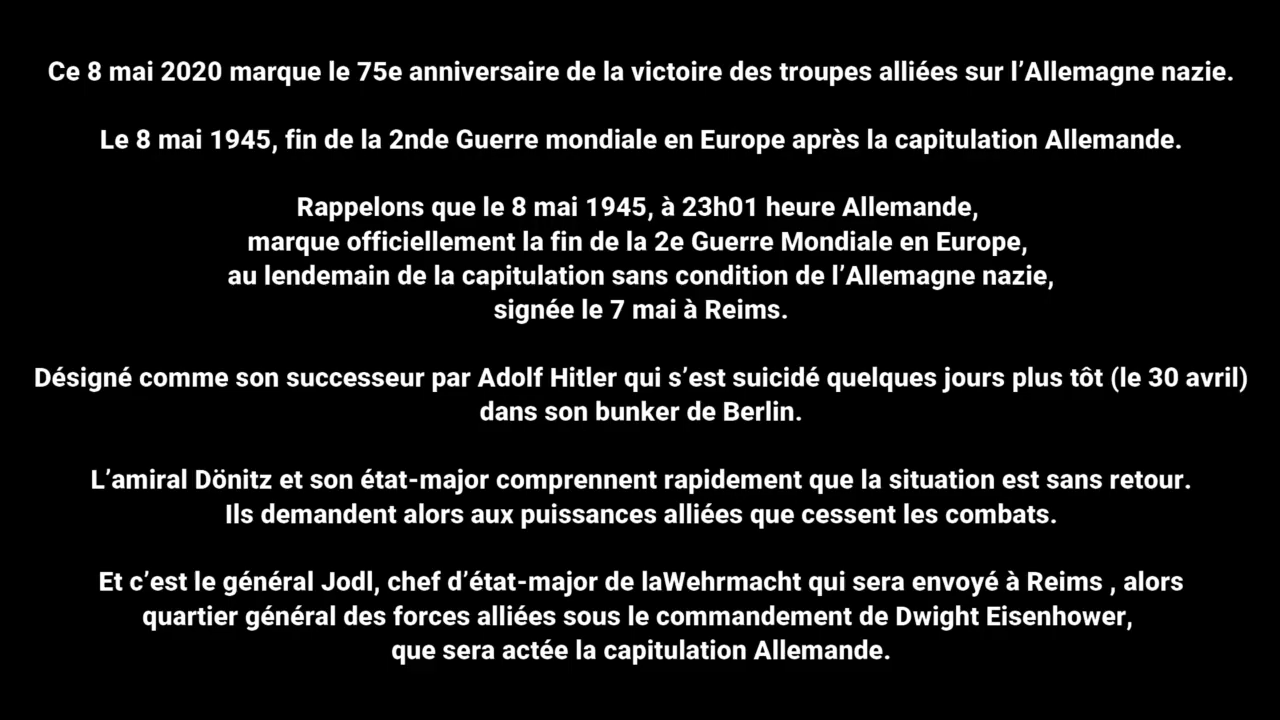 Ce 8 mai 2020 marque le 75e anniversaire de la victoire des troupes alliées sur l’Allemagne nazie.
Le 8 mai 1945, fin de la 2nde Guerre mondiale en Europe après la capitulation Allemande.
Rappelons que le 8 mai 1945, à 23h01 heure Allemande,
marque officiellement la fin de la 2e Guerre Mondiale en Europe,
au lendemain de la capitulation sans condition de l’Allemagne nazie,
signée le 7 mai à Reims.
Désigné comme son successeur par Adolf Hitler qui s’est suicidé quelques jours plus tôt (le 30 avril)
dans son bunker de Berlin.
L’amiral Dönitz et son état-major comprennent rapidement que la situation est sans retour.
Ils demandent alors aux puissances alliées que cessent les combats.
Et c’est le général Jodl, chef d’état-major de laWehrmacht qui sera envoyé à Reims , alors
quartier général des forces alliées sous le commandement de Dwight Eisenhower,
que sera actée la capitulation Allemande.